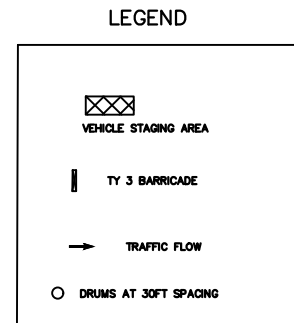 LEGEND
VEHICLE STAGING AREA
TY 3 BARRICADE
TRAFFIC FLOW
DRUMS AT 30FT SPACING